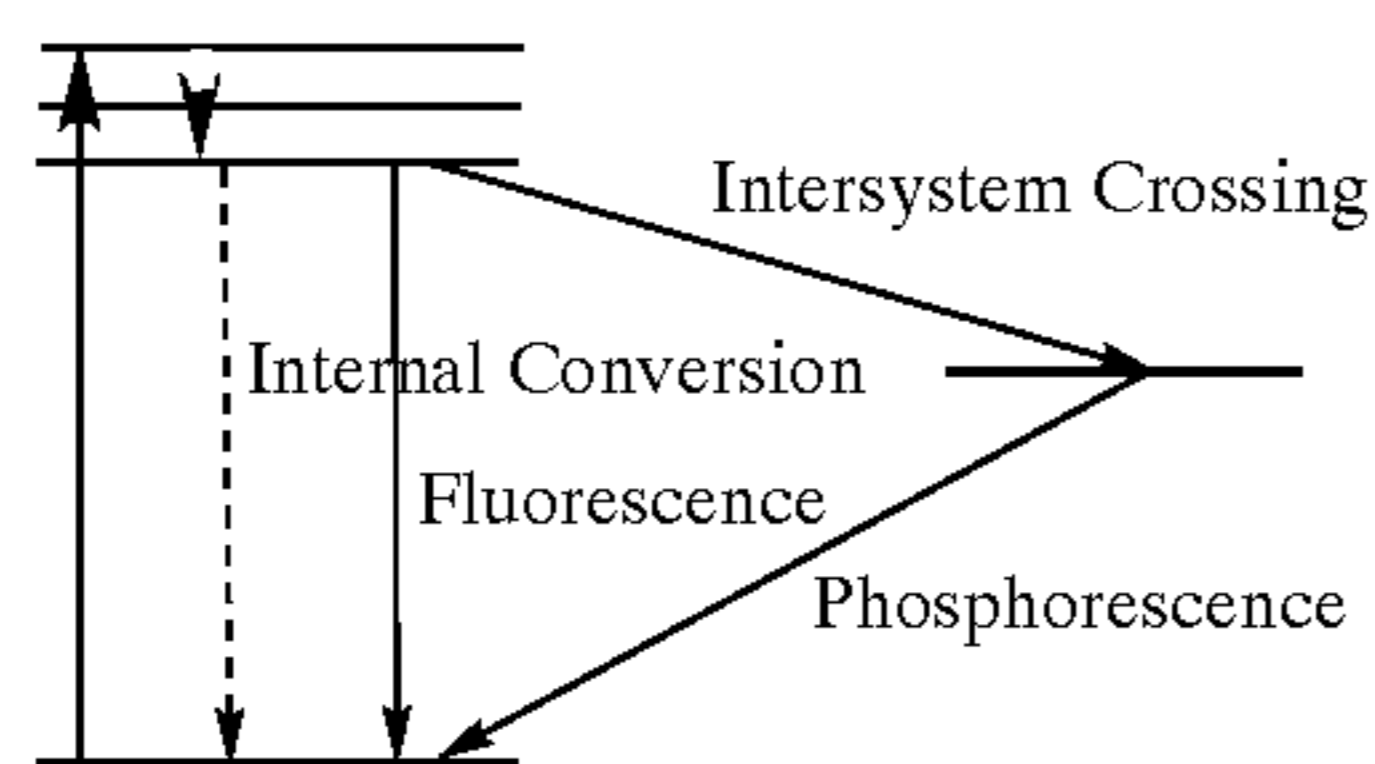 Intersystem Crossing
Internal Conversion
Fluorescence
Phosphorescence